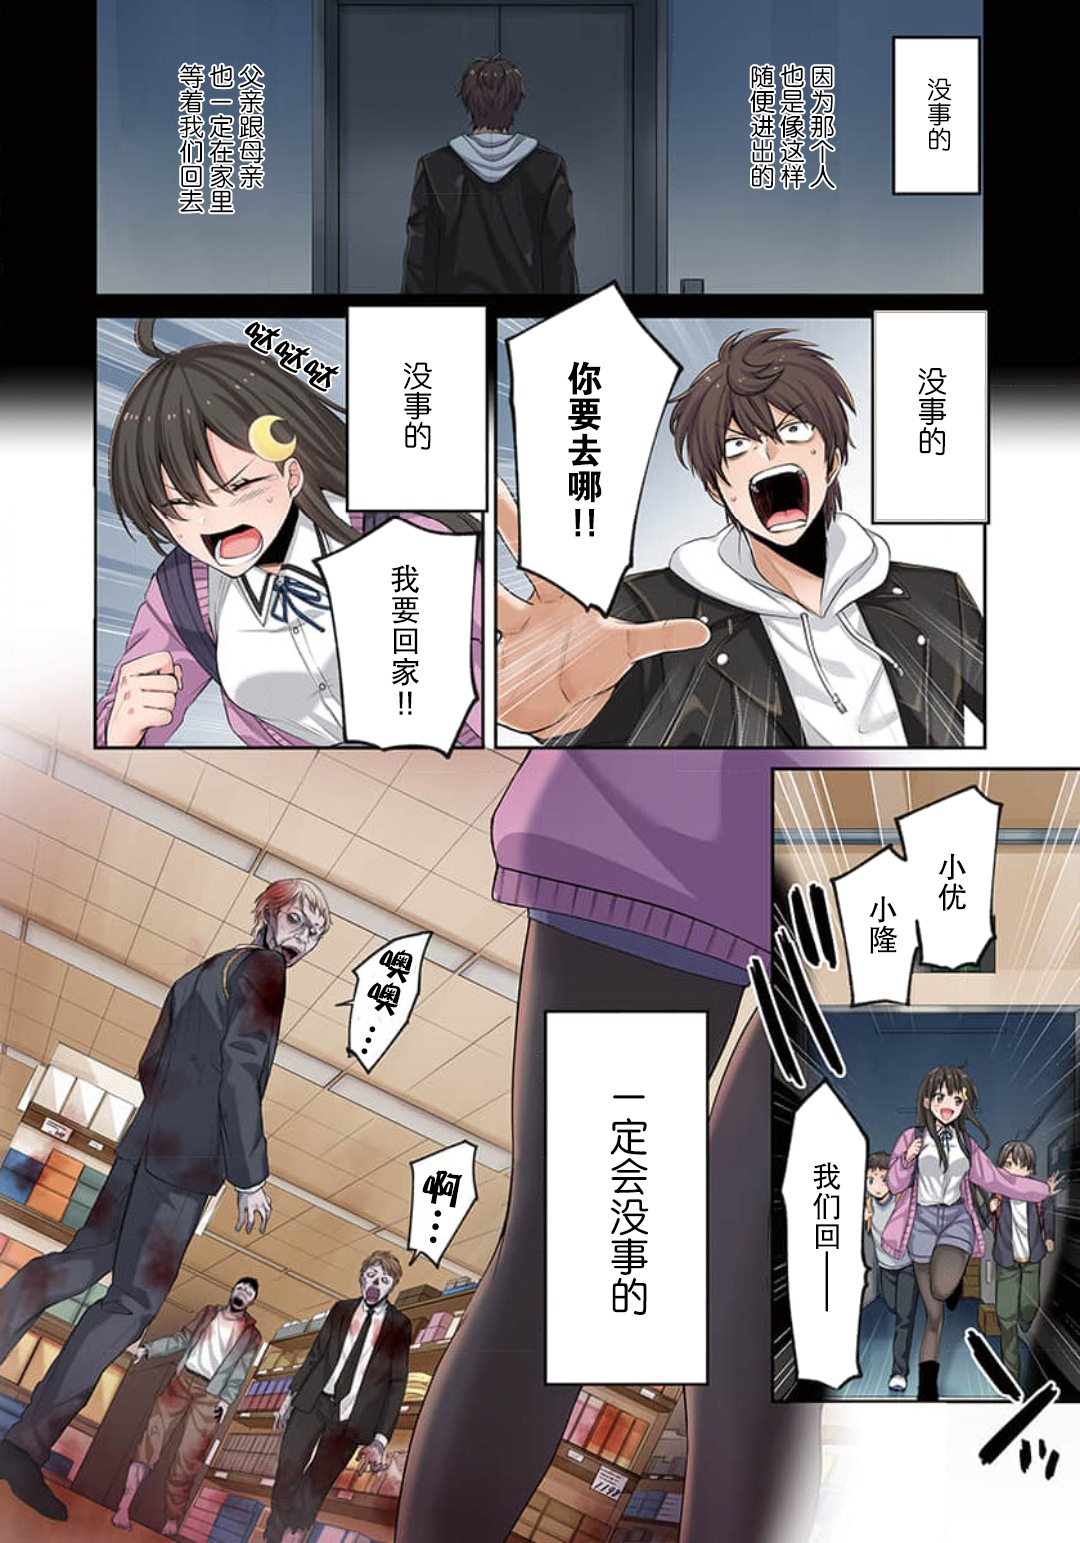 没事的
因为那个人
也是像这样
随便进出的
父亲跟母亲
也一定在家里
等着我们回去
没事的
你要去哪!!
没事的
哒哒哒
我要回家!!
小优
小隆
我们回——
噢噢…
啊…
一定会没事的